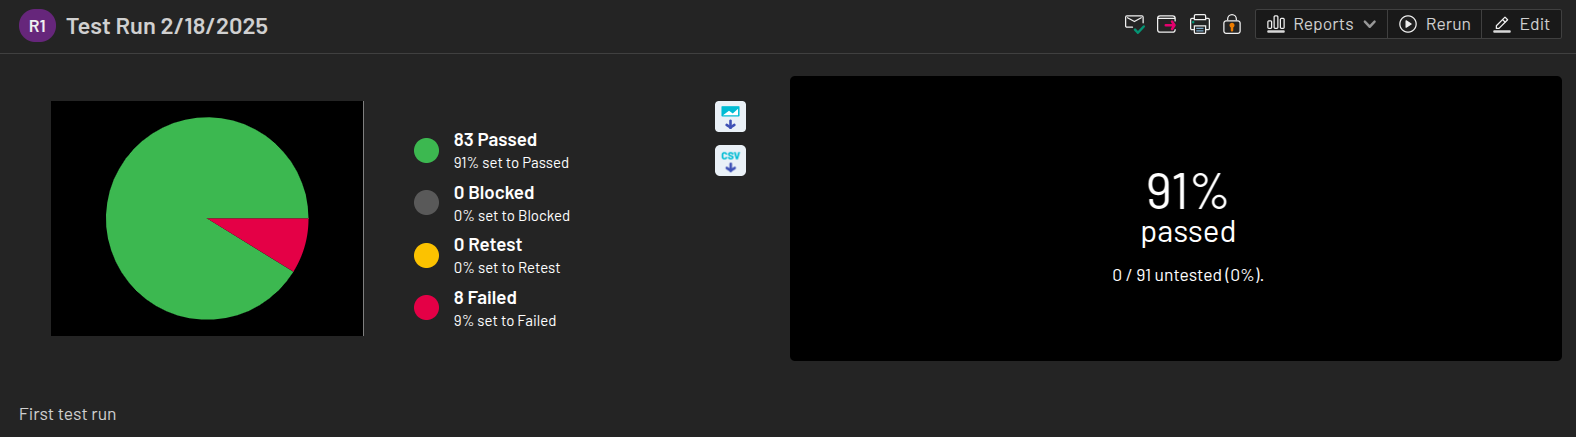 R1 Test Run 2/18/2025
Reports
Rerun
Edit
83 Passed
91% set to Passed
0 Blocked
0% set to Blocked
0 Retest
0% set to Retest
8 Failed
9% set to Failed
CSV
91%
passed
0 / 91 untested (0%).
First test run